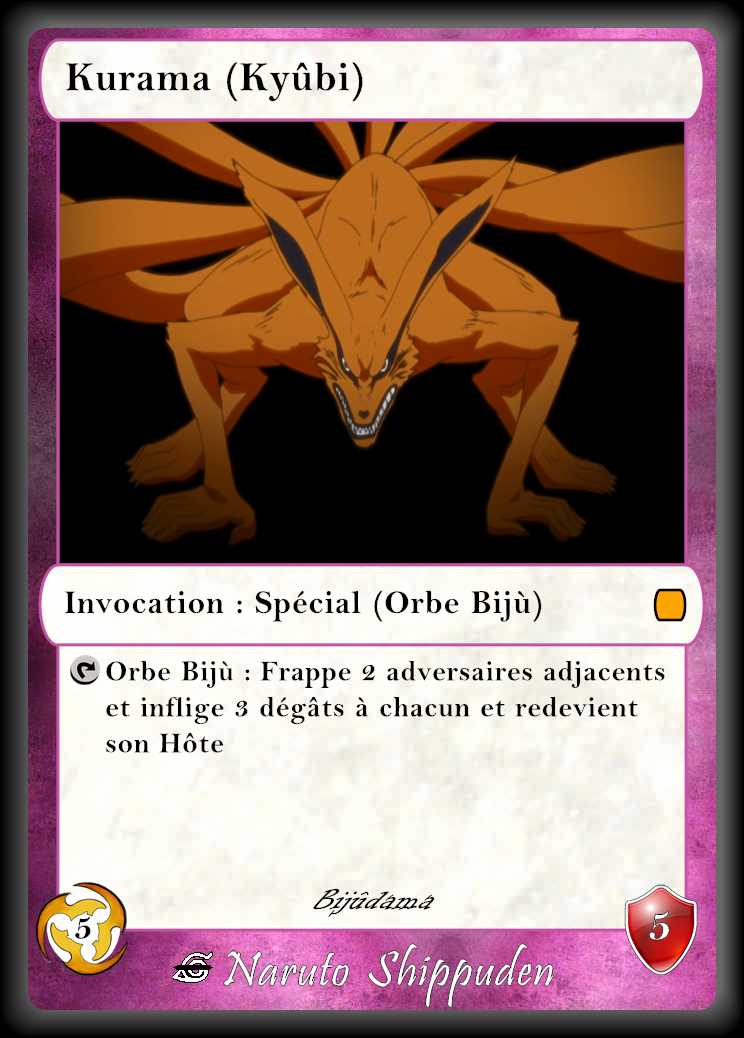 Kurama (Kyûbi)
Invocation : Spécial (Orbe Bijù)
Orbe Bijù : Frappe 2 adversaires adjacents
et inflige 3 dégâts à chacun et redevient
son Hôte
Bijûdama
5
5
Naruto Shippuden